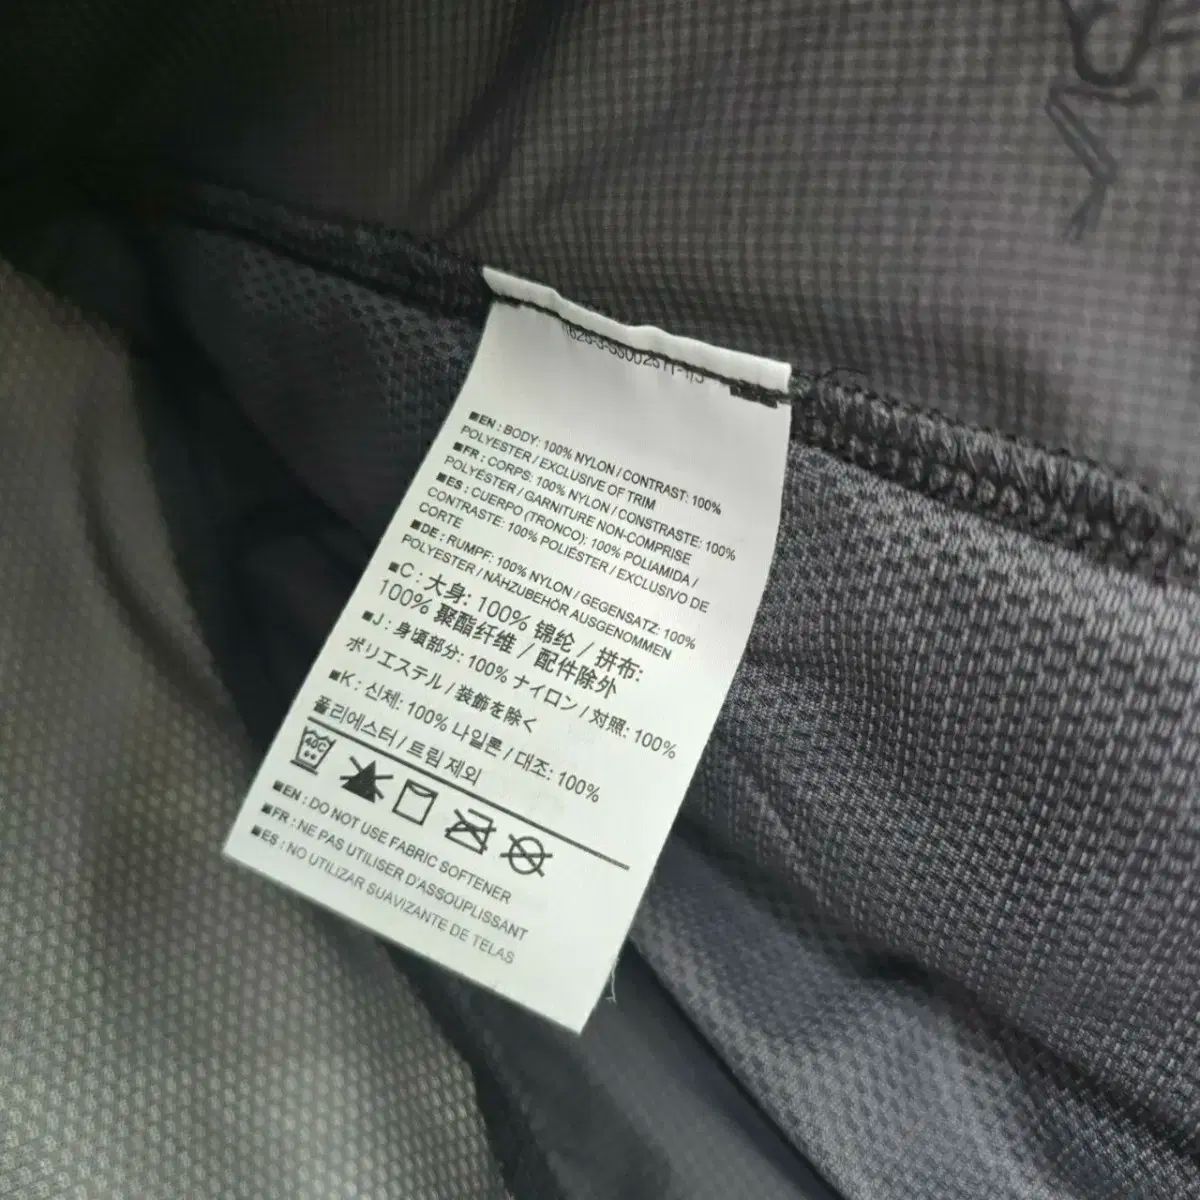 ■EN : BODY: 100% NYLON / CONTRAST: 100%
POLYESTER / EXCLUSIVE OF TRIM
■FR : CORPS: 100% NYLON / CONSTRASTE: 100%
POLYESTER / GARNITURE NON-COMPRISE
■ES : CUERPO (TRONCO): 100% POLIAMIDA /
CONTRASTE: 100% POLIÉSTER / EXCLUSIVO DE
CORTE
■DE : RUMPF: 100% NYLON / GEGENSATZ: 100%
POLYESTER / NÄHZUBEHÖR AUSGENOMMEN
■C : 大身: 100% 锦纶 / 拼布:
100% 聚酯纤维 / 配件除外
■J : 身頃部分: 100% ナイロン / 対照: 100%
ポリエステル / 装飾を除く
■K : 신체: 100% 나일론 / 대조: 100%
폴리에스터 / 트림 제외
40C
■EN : DO NOT USE FABRIC SOFTENER
■FR : NE PAS UTILISER D'ASSOUPLISSANT
■ES : NO UTILIZAR SUAVIZANTE DE TELAS